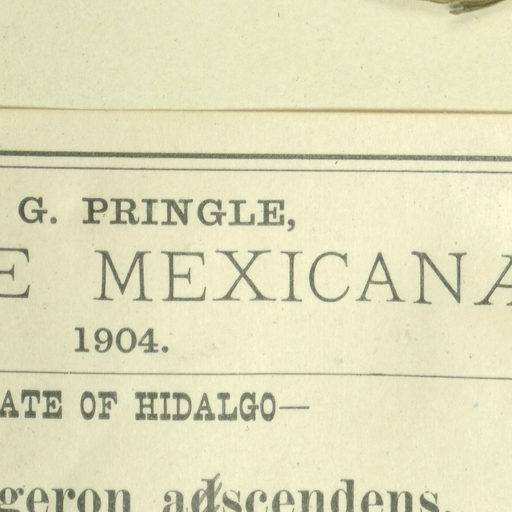 G. PRINGLE,
E MEXICANA
1904.
ATE OF HIDALGO—
geron adscendens.